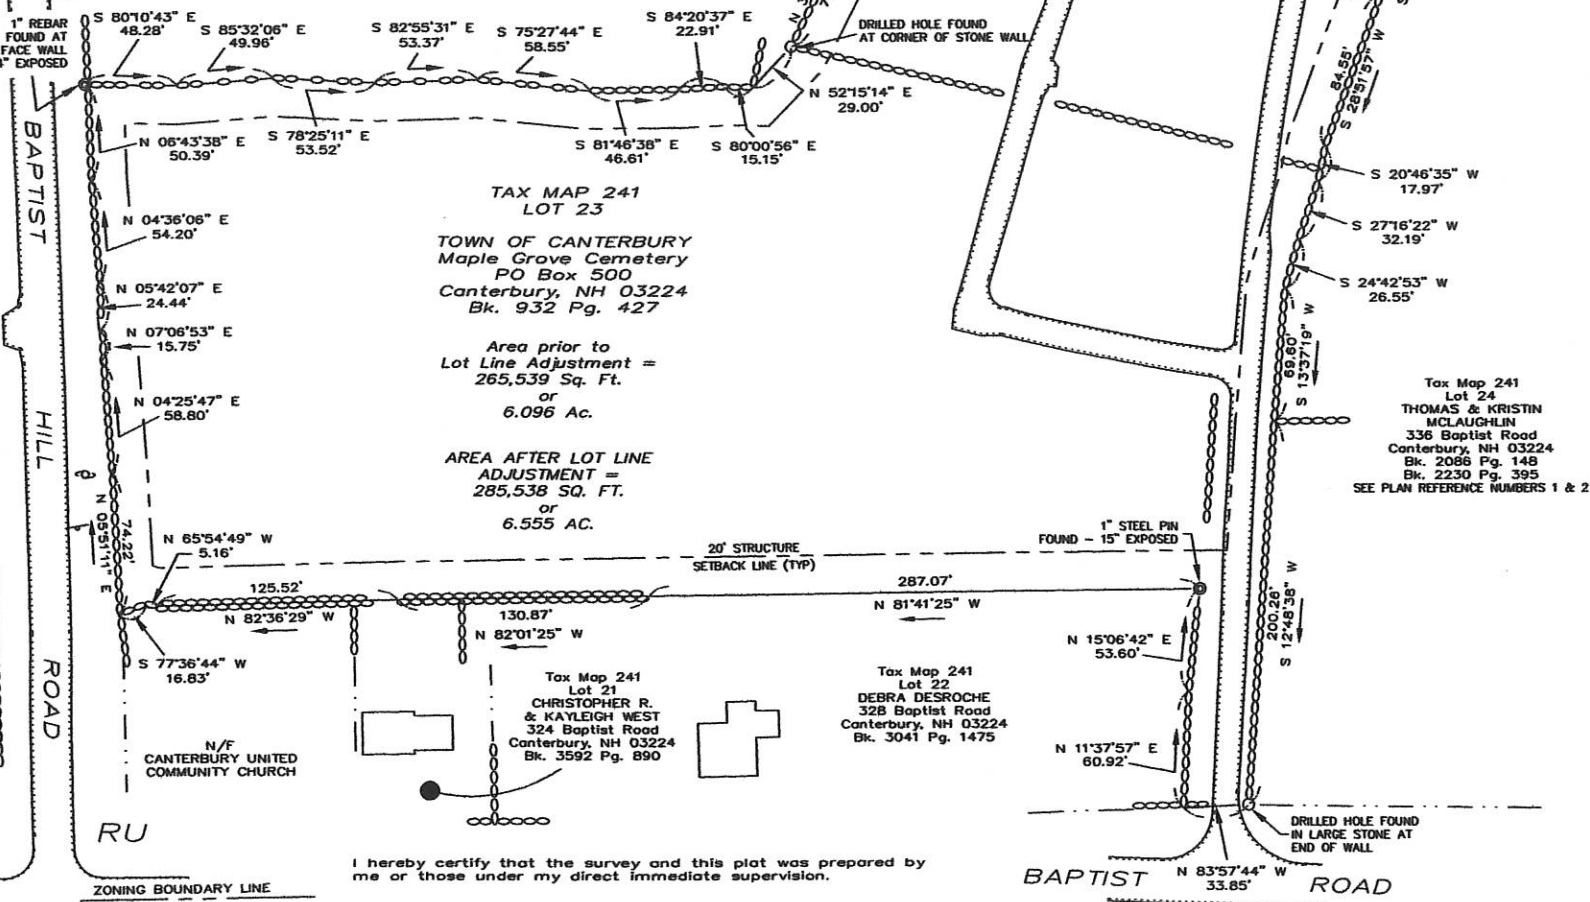 1" REBAR
FOUND AT
FACE WALL
" EXPOSED
S 80°10'43" E
48.28'
S 85°32'06" E
49.96'
S 82°55'31" E
53.37'
S 75°27'44" E
58.55'
S 84°20'37" E
22.91'
DRILLED HOLE FOUND
AT CORNER OF STONE WALL
N 52°15'14" E
29.00'
S 78°25'11" E
53.52'
S 81°46'38" E
46.61'
S 80°00'56" E
15.15'
N 06°43'38" E
50.39'
N 04°36'06" E
54.20'
N 05°42'07" E
24.44'
N 07°06'53" E
15.75'
N 04°25'47" E
58.80'
74.22'
N 05°51'11" E
BAPTIST
HILL
ROAD
TAX MAP 241
LOT 23
TOWN OF CANTERBURY
Maple Grove Cemetery
PO Box 500
Canterbury, NH 03224
Bk. 932 Pg. 427
Area prior to
Lot Line Adjustment =
265,539 Sq. Ft.
or
6.096 Ac.
AREA AFTER LOT LINE
ADJUSTMENT =
285,538 SQ. FT.
or
6.555 AC.
84.55'
S 28°51'57" W
S 20°46'35" W
17.97'
S 27°16'22" W
32.19'
S 24°42'53" W
26.55'
69.60'
S 13°37'19" W
Tax Map 241
Lot 24
THOMAS & KRISTIN
MCLAUGHLIN
336 Baptist Road
Canterbury, NH 03224
Bk. 2086 Pg. 148
Bk. 2230 Pg. 395
SEE PLAN REFERENCE NUMBERS 1 & 2
1" STEEL PIN
FOUND - 15" EXPOSED
20' STRUCTURE
SETBACK LINE (TYP)
N 65°54'49" W
5.16'
125.52'
N 82°36'29" W
130.87'
N 82°01'25" W
287.07'
N 81°41'25" W
S 77°36'44" W
16.83'
N 15°06'42" E
53.60'
200.26'
S 12°48'38" W
N 11°37'57" E
60.92'
Tax Map 241
Lot 21
CHRISTOPHER R.
& KAYLEIGH WEST
324 Baptist Road
Canterbury, NH 03224
Bk. 3592 Pg. 890
Tax Map 241
Lot 22
DEBRA DESROCHE
328 Baptist Road
Canterbury, NH 03224
Bk. 3041 Pg. 1475
N/F
CANTERBURY UNITED
COMMUNITY CHURCH
RU
ZONING BOUNDARY LINE
I hereby certify that the survey and this plat was prepared by
me or those under my direct immediate supervision.
DRILLED HOLE FOUND
IN LARGE STONE AT
END OF WALL
N 83°57'44" W
33.85'
BAPTIST ROAD